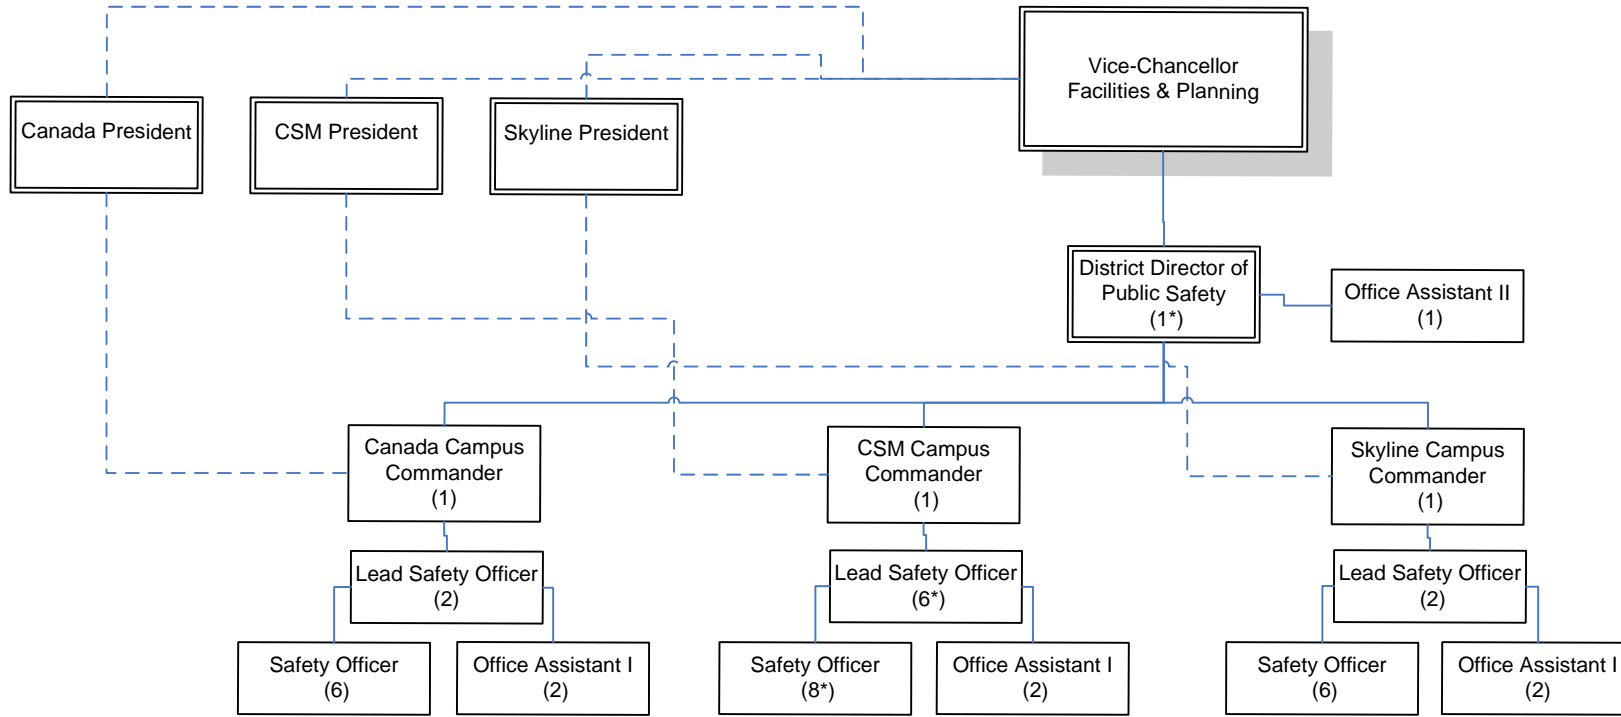 Vice-Chancellor
Facilities & Planning
Canada President
CSM President
Skyline President
District Director of
Public Safety
(1*)
Office Assistant II
(1)
Canada Campus
Commander
(1)
CSM Campus
Commander
(1)
Skyline Campus
Commander
(1)
Lead Safety Officer
(2)
Lead Safety Officer
(6*)
Lead Safety Officer
(2)
Safety Officer
(6)
Office Assistant I
(2)
Safety Officer
(8*)
Office Assistant I
(2)
Safety Officer
(6)
Office Assistant I
(2)